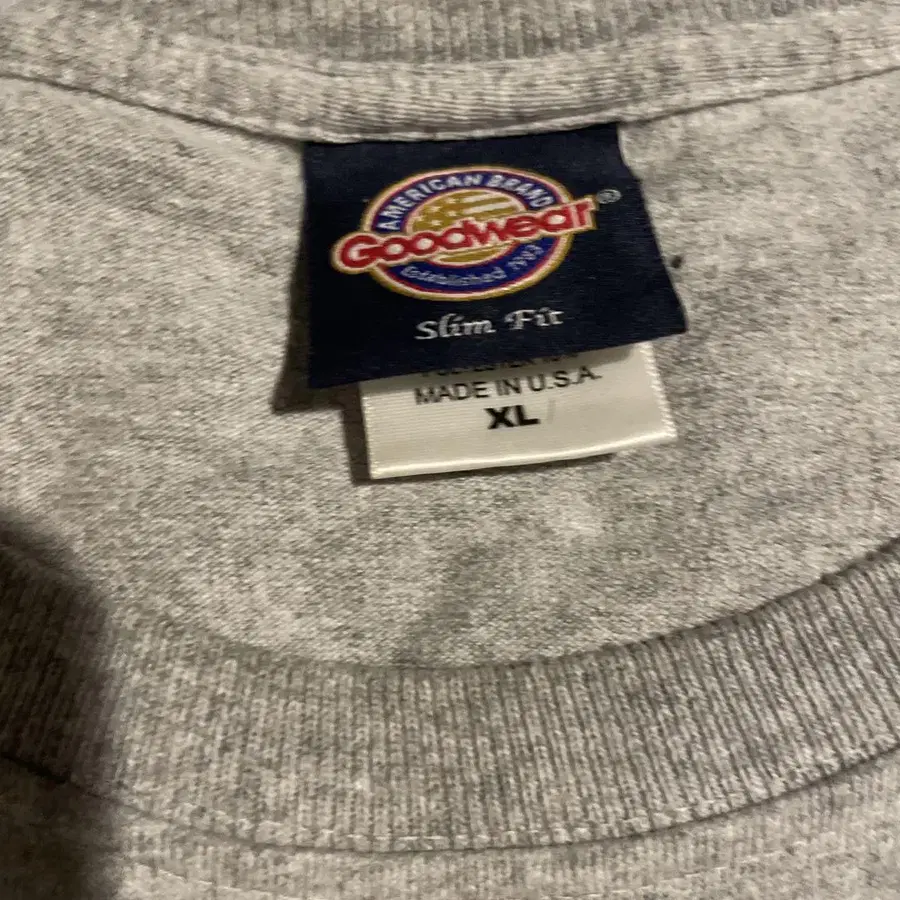 AMERICAN BRAND
Goodwear®
Established 1983
Slim Fit
MADE IN U.S.A.
XL